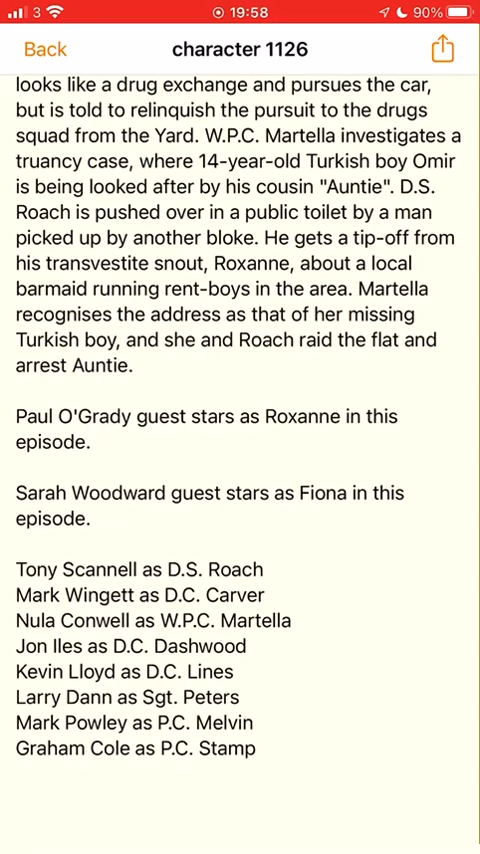 3 19:58 90%
Back character 1126
looks like a drug exchange and pursues the car,
but is told to relinquish the pursuit to the drugs
squad from the Yard. W.P.C. Martella investigates a
truancy case, where 14-year-old Turkish boy Omir
is being looked after by his cousin "Auntie". D.S.
Roach is pushed over in a public toilet by a man
picked up by another bloke. He gets a tip-off from
his transvestite snout, Roxanne, about a local
barmaid running rent-boys in the area. Martella
recognises the address as that of her missing
Turkish boy, and she and Roach raid the flat and
arrest Auntie.
Paul O'Grady guest stars as Roxanne in this
episode.
Sarah Woodward guest stars as Fiona in this
episode.
Tony Scannell as D.S. Roach
Mark Wingett as D.C. Carver
Nula Conwell as W.P.C. Martella
Jon Iles as D.C. Dashwood
Kevin Lloyd as D.C. Lines
Larry Dann as Sgt. Peters
Mark Powley as P.C. Melvin
Graham Cole as P.C. Stamp